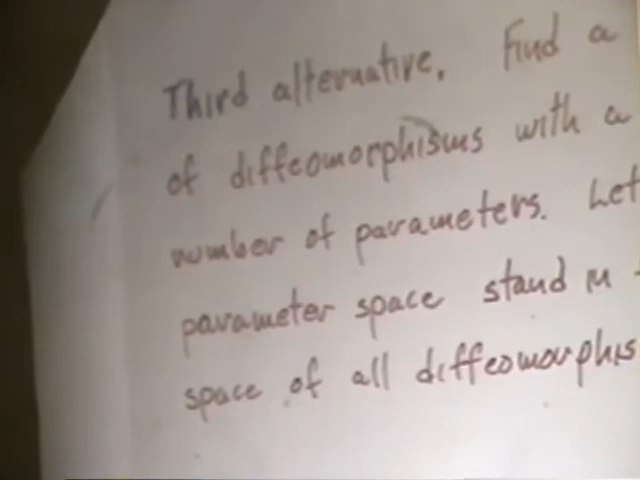 Third alternative. Find a
of diffeomorphisms with a
number of parameters. Let
parameter space stand in
space of all diffeomorphis